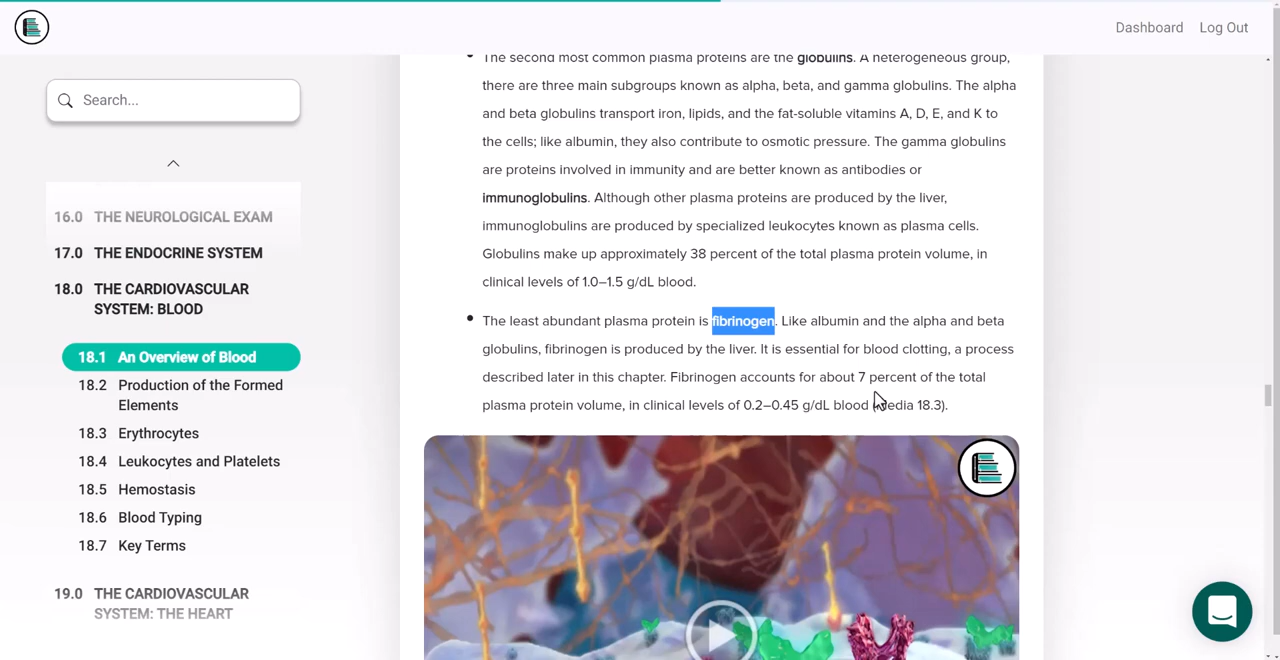 Dashboard Log Out
Search...
16.0 THE NEUROLOGICAL EXAM
17.0 THE ENDOCRINE SYSTEM
18.0 THE CARDIOVASCULAR
SYSTEM: BLOOD
18.1 An Overview of Blood
18.2 Production of the Formed
Elements
18.3 Erythrocytes
18.4 Leukocytes and Platelets
18.5 Hemostasis
18.6 Blood Typing
18.7 Key Terms
19.0 THE CARDIOVASCULAR
SYSTEM: THE HEART
• The second most common plasma proteins are the globulins. A heterogeneous group,
there are three main subgroups known as alpha, beta, and gamma globulins. The alpha
and beta globulins transport iron, lipids, and the fat-soluble vitamins A, D, E, and K to
the cells; like albumin, they also contribute to osmotic pressure. The gamma globulins
are proteins involved in immunity and are better known as antibodies or
immunoglobulins. Although other plasma proteins are produced by the liver,
immunoglobulins are produced by specialized leukocytes known as plasma cells.
Globulins make up approximately 38 percent of the total plasma protein volume, in
clinical levels of 1.0–1.5 g/dL blood.
• The least abundant plasma protein is fibrinogen. Like albumin and the alpha and beta
globulins, fibrinogen is produced by the liver. It is essential for blood clotting, a process
described later in this chapter. Fibrinogen accounts for about 7 percent of the total
plasma protein volume, in clinical levels of 0.2–0.45 g/dL blood (Media 18.3).